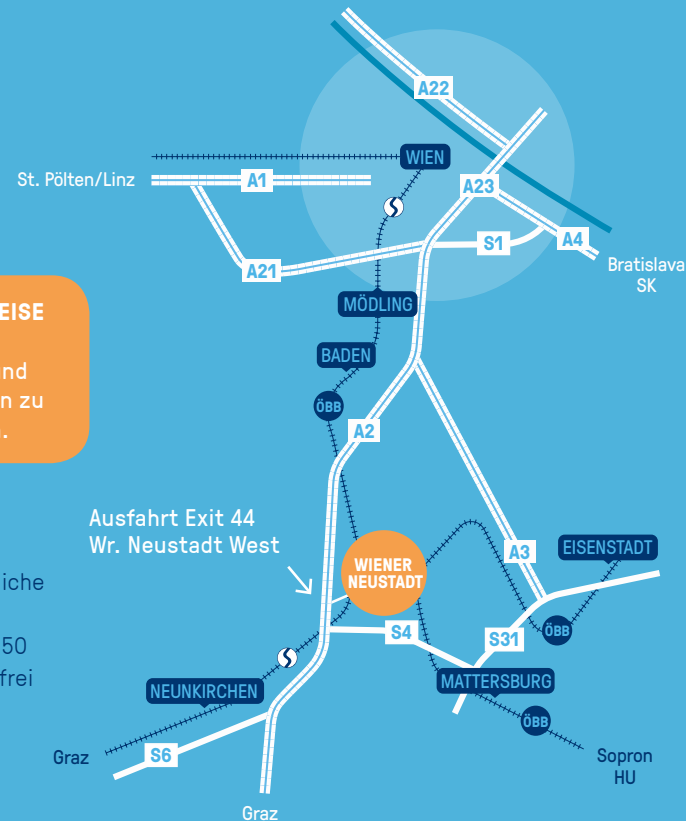 A22
WIEN
St. Pölten/Linz
A1
A23
S1
A4
A21
Bratislava
SK
MÖDLING
EISE
BADEN
nd
n zu
ÖBB
A2
Ausfahrt Exit 44
Wr. Neustadt West
A3
EISENSTADT
WIENER
NEUSTADT
iche
S4
S31
ÖBB
50
frei
MATTERSBURG
NEUNKIRCHEN
ÖBB
S6
Graz
Sopron
HU
Graz